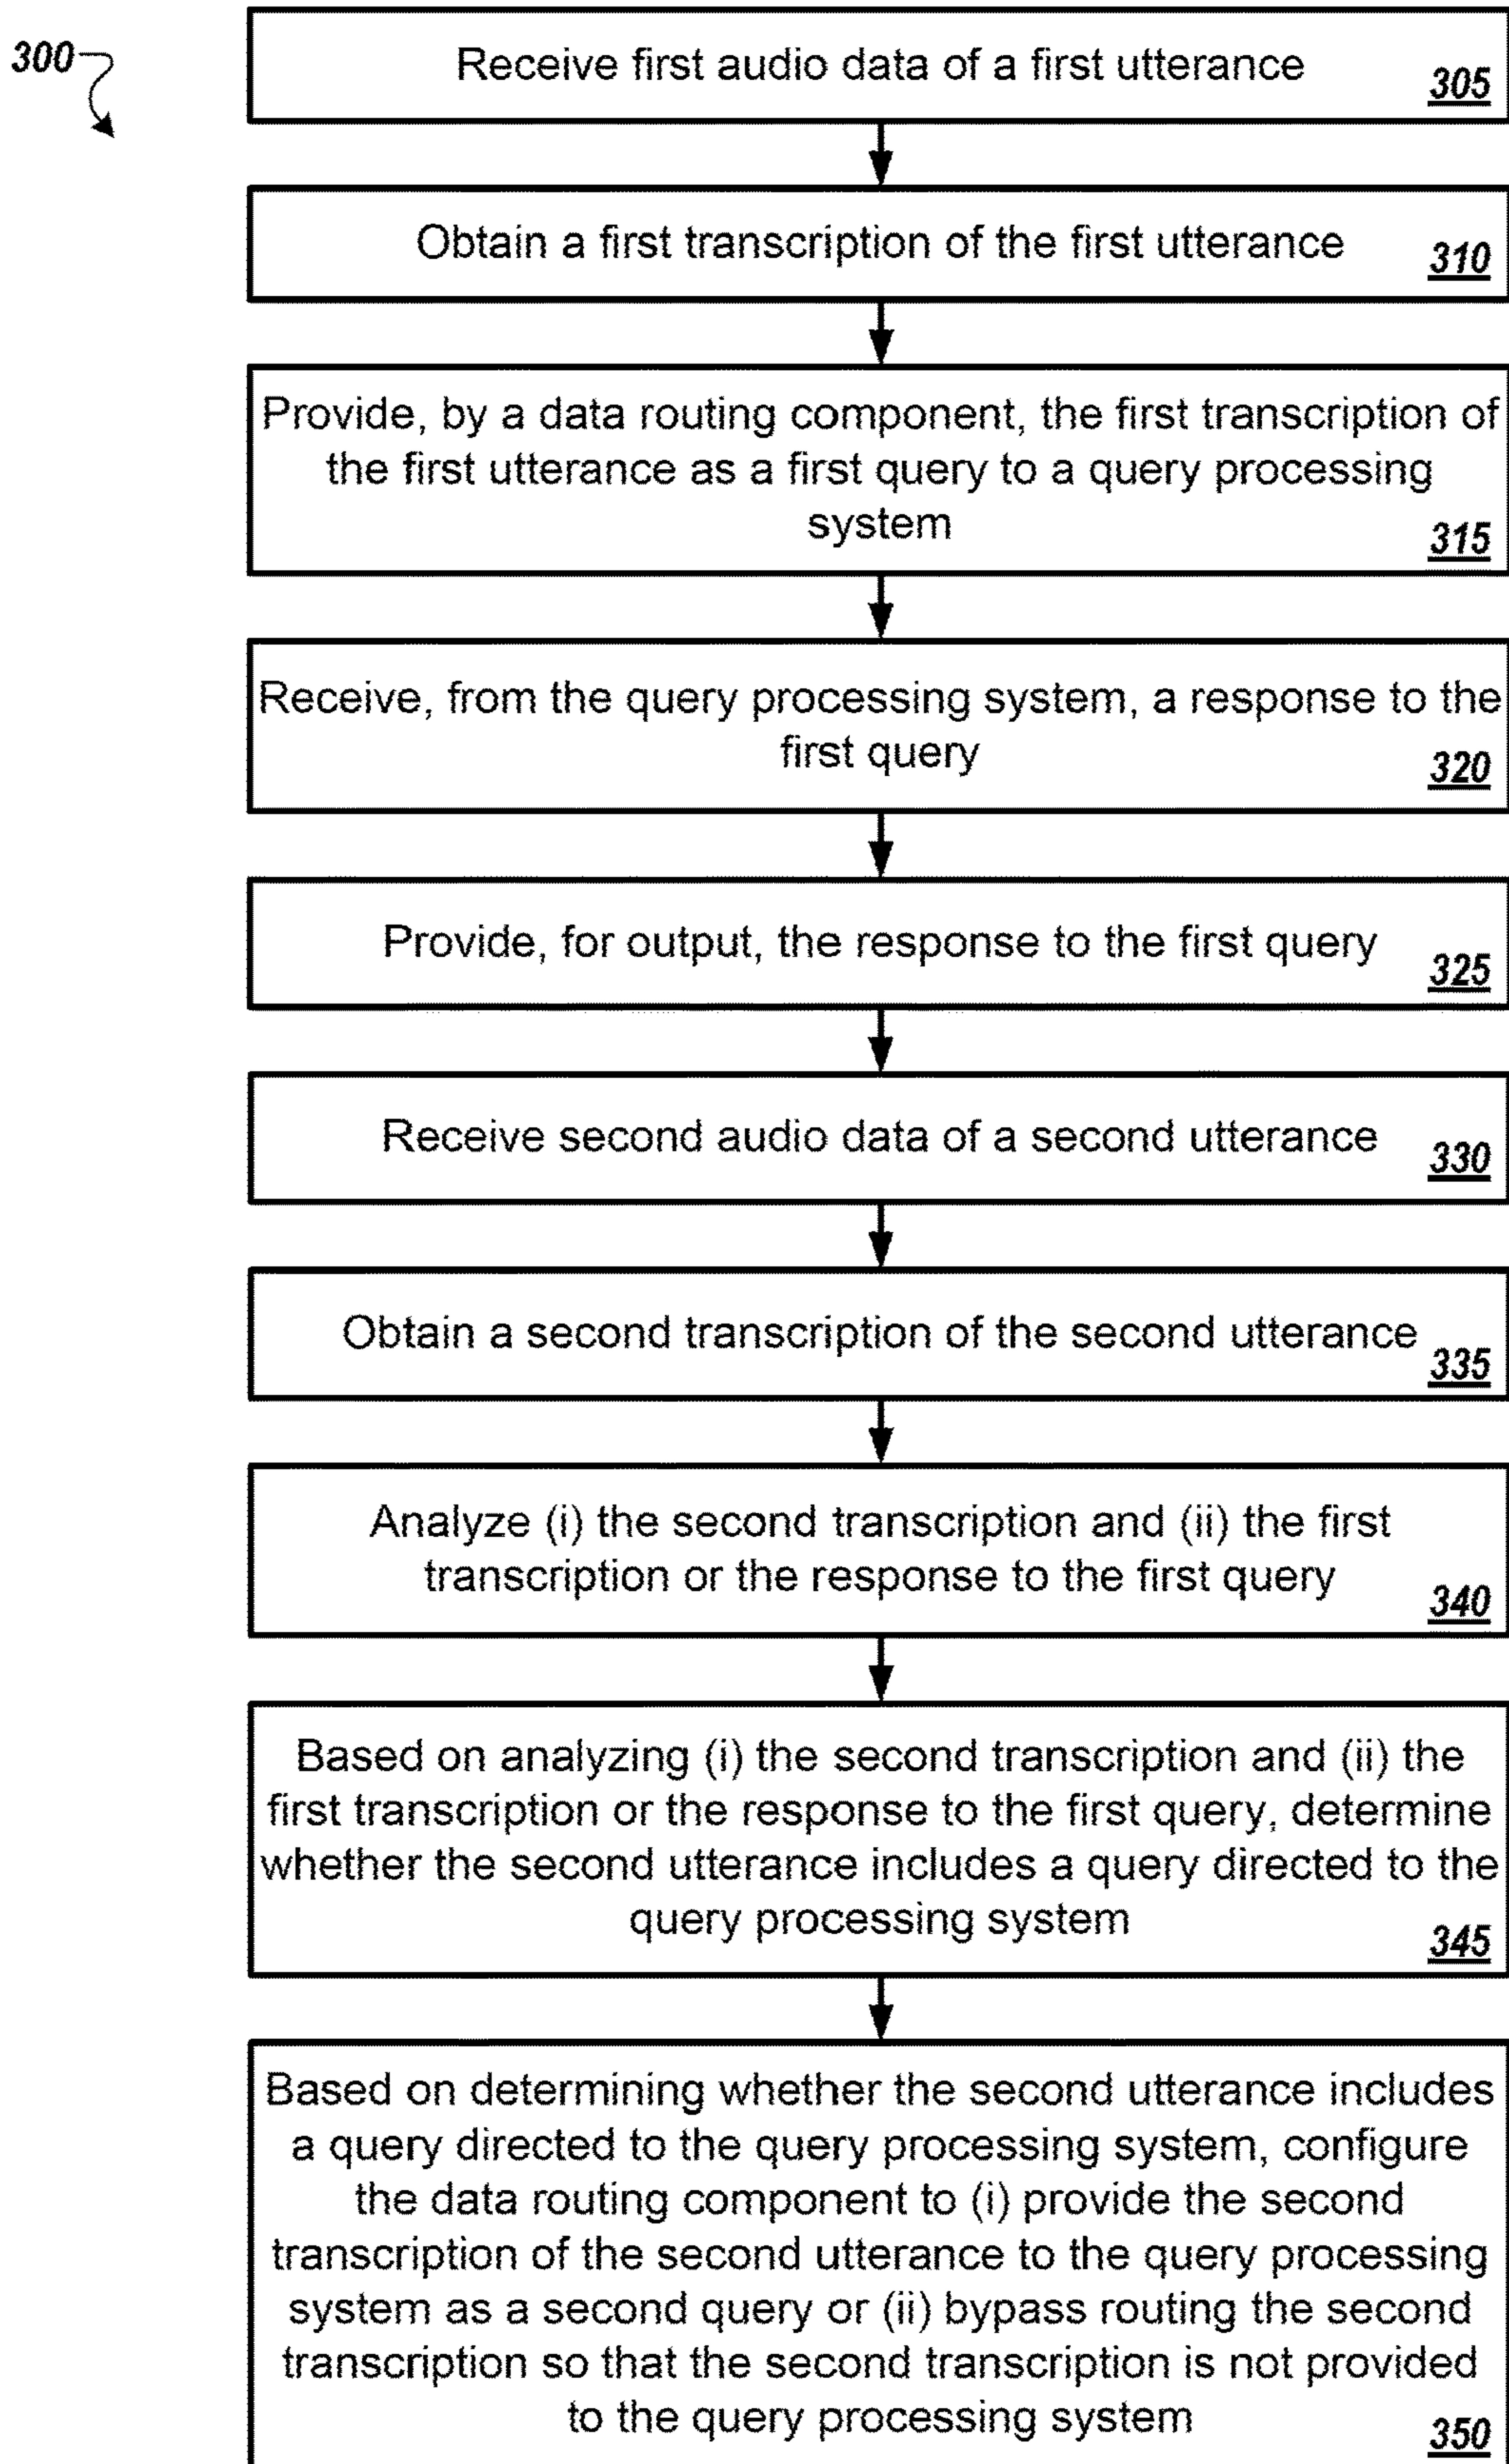 300
Receive first audio data of a first utterance
305
Obtain a first transcription of the first utterance
310
Provide, by a data routing component, the first transcription of
the first utterance as a first query to a query processing
system
315
Receive, from the query processing system, a response to the
first query
320
Provide, for output, the response to the first query
325
Receive second audio data of a second utterance
330
Obtain a second transcription of the second utterance
335
Analyze (i) the second transcription and (ii) the first
transcription or the response to the first query
340
Based on analyzing (i) the second transcription and (ii) the
first transcription or the response to the first query, determine
whether the second utterance includes a query directed to the
query processing system
345
Based on determining whether the second utterance includes
a query directed to the query processing system, configure
the data routing component to (i) provide the second
transcription of the second utterance to the query processing
system as a second query or (ii) bypass routing the second
transcription so that the second transcription is not provided
to the query processing system
350